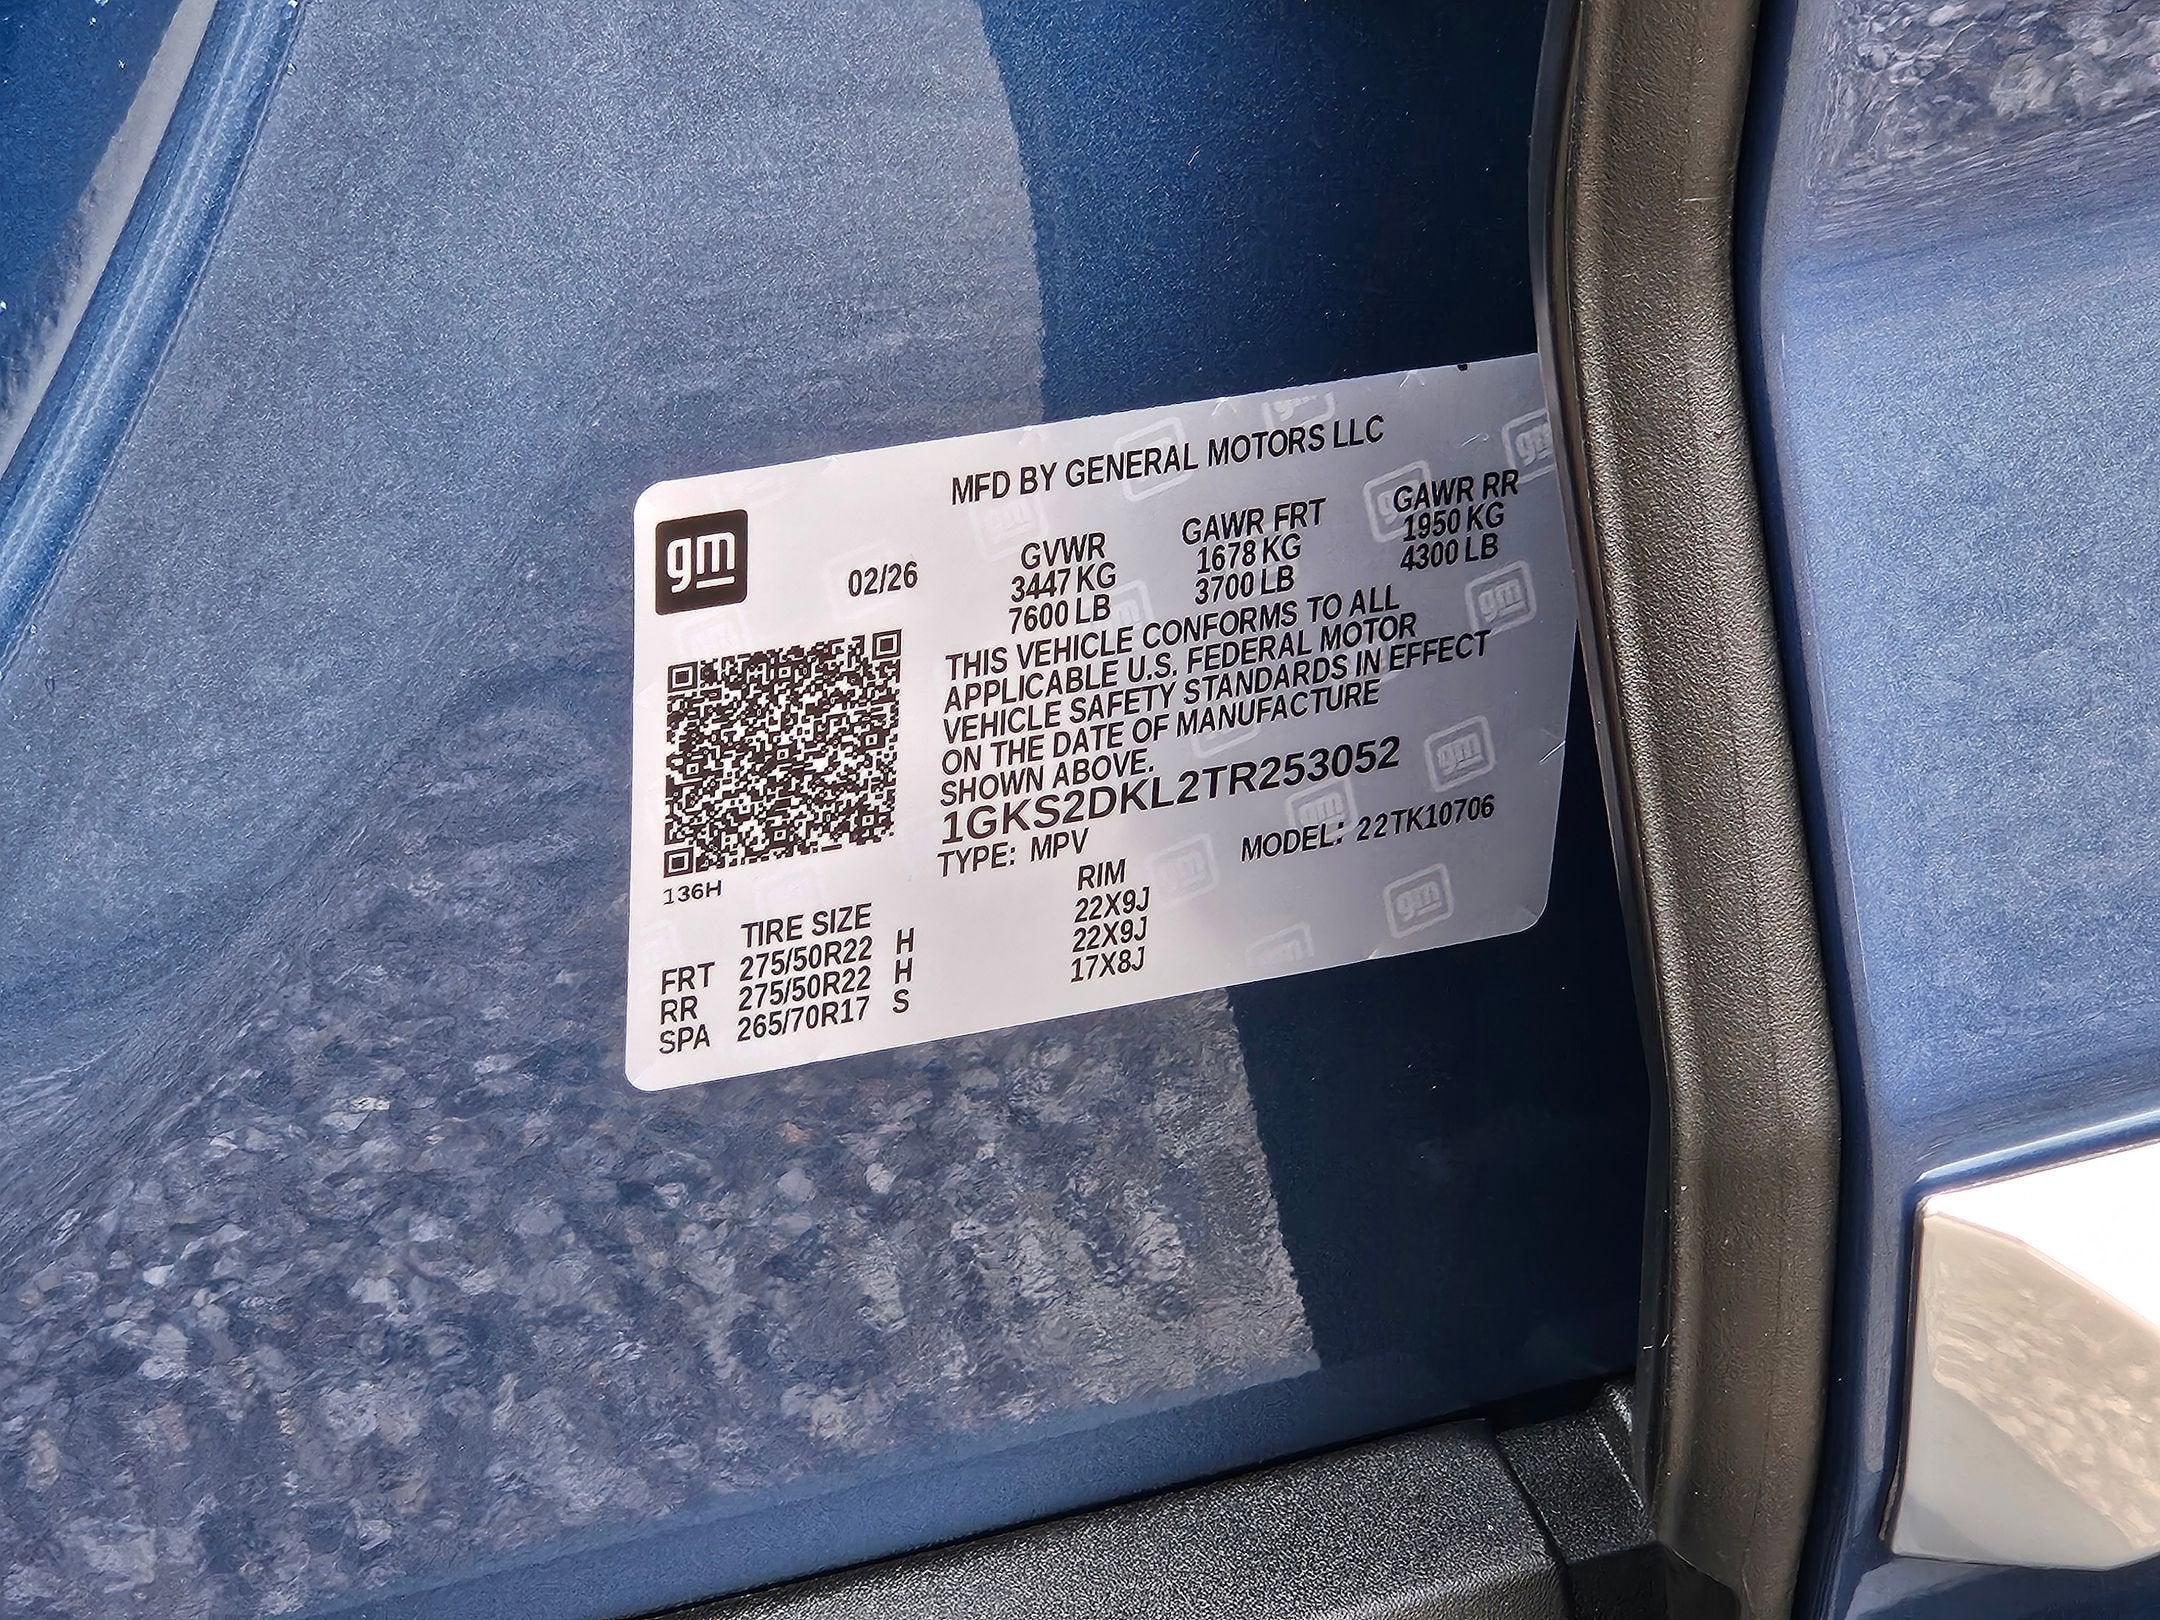 MFD BY GENERAL MOTORS LLC
gm
02/26
GVWR
3447 KG
7600 LB
GAWR FRT
1678 KG
3700 LB
GAWR RR
1950 KG
4300 LB
THIS VEHICLE CONFORMS TO ALL
APPLICABLE U.S. FEDERAL MOTOR
VEHICLE SAFETY STANDARDS IN EFFECT
ON THE DATE OF MANUFACTURE
SHOWN ABOVE.
1GKS2DKL2TR253052
TYPE: MPV MODEL: 22TK10706
136H
TIRE SIZE RIM
FRT 275/50R22 H 22X9J
RR 275/50R22 H 22X9J
SPA 265/70R17 S 17X8J